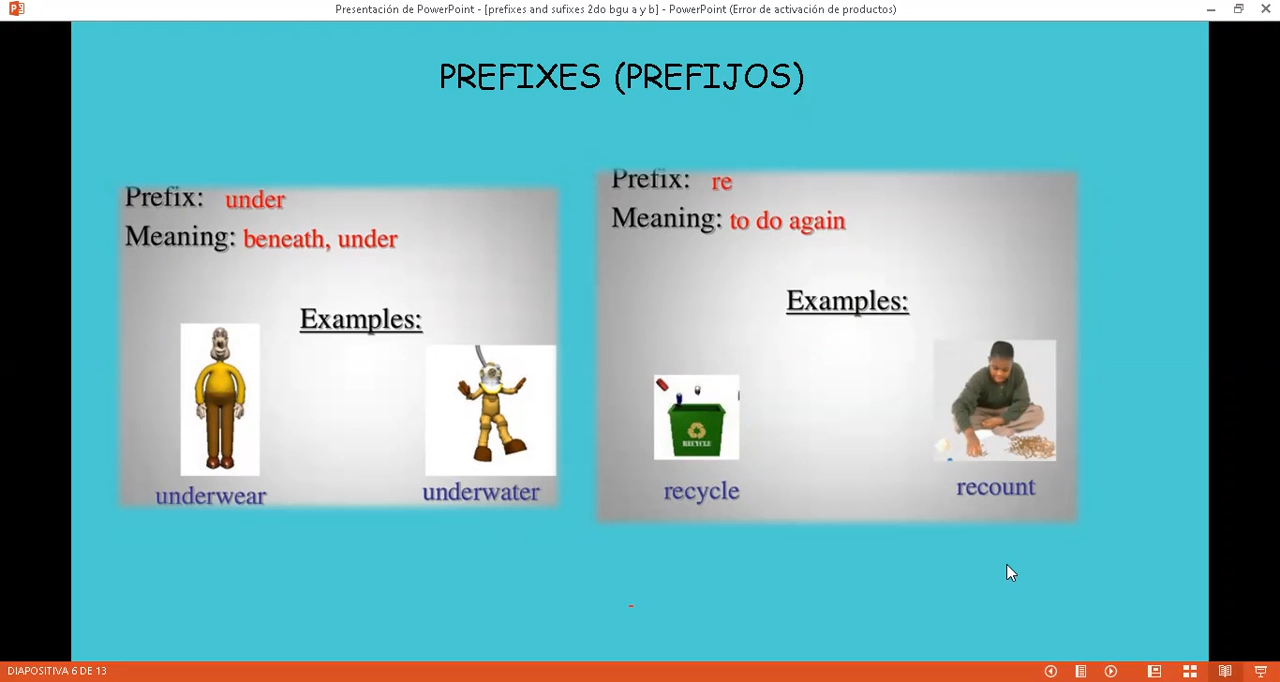 Presentación de PowerPoint - [prefixes and sufixes 2do bgu a y b] - PowerPoint (Error de activación de productos)
PREFIXES (PREFIJOS)
Prefix: under
Meaning: beneath, under
Examples:
underwear
underwater
Prefix: re
Meaning: to do again
Examples:
RECYCLE
recycle
recount
DIAPOSITIVA 6 DE 13